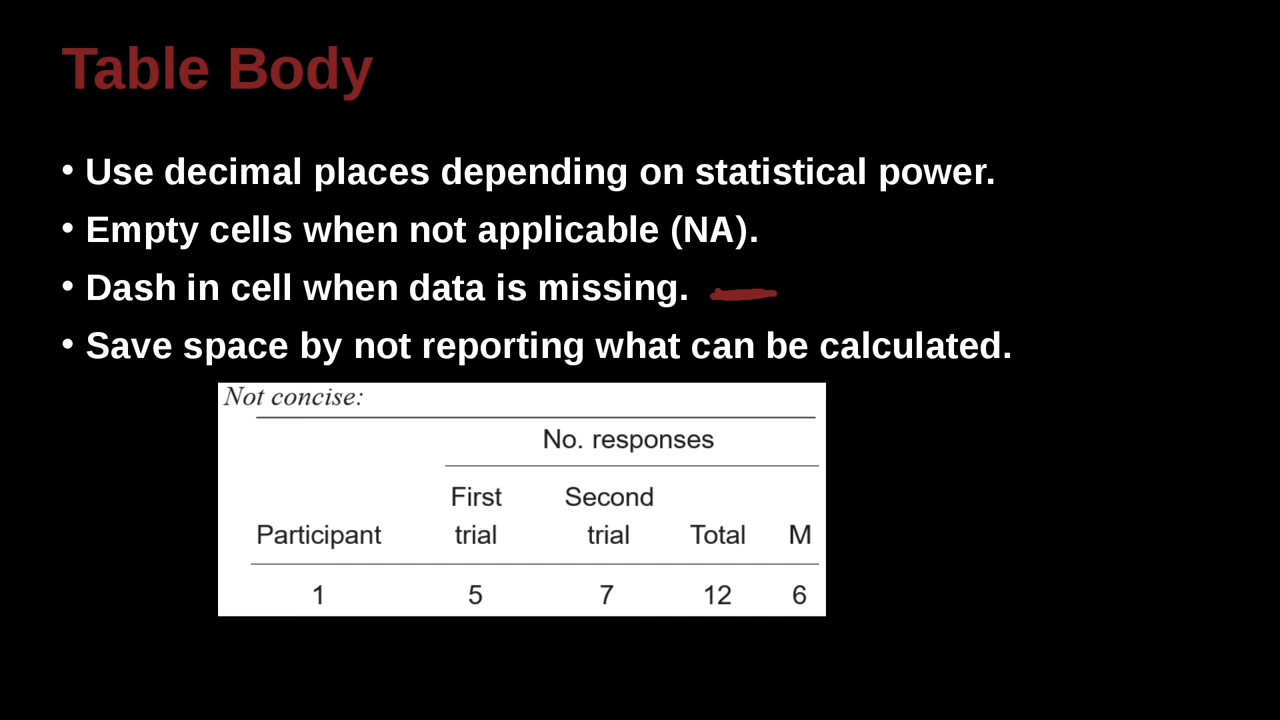 Table Body
• Use decimal places depending on statistical power.
• Empty cells when not applicable (NA).
• Dash in cell when data is missing.
• Save space by not reporting what can be calculated.
Not concise:
No. responses
First Second
Participant trial trial Total M
1 5 7 12 6